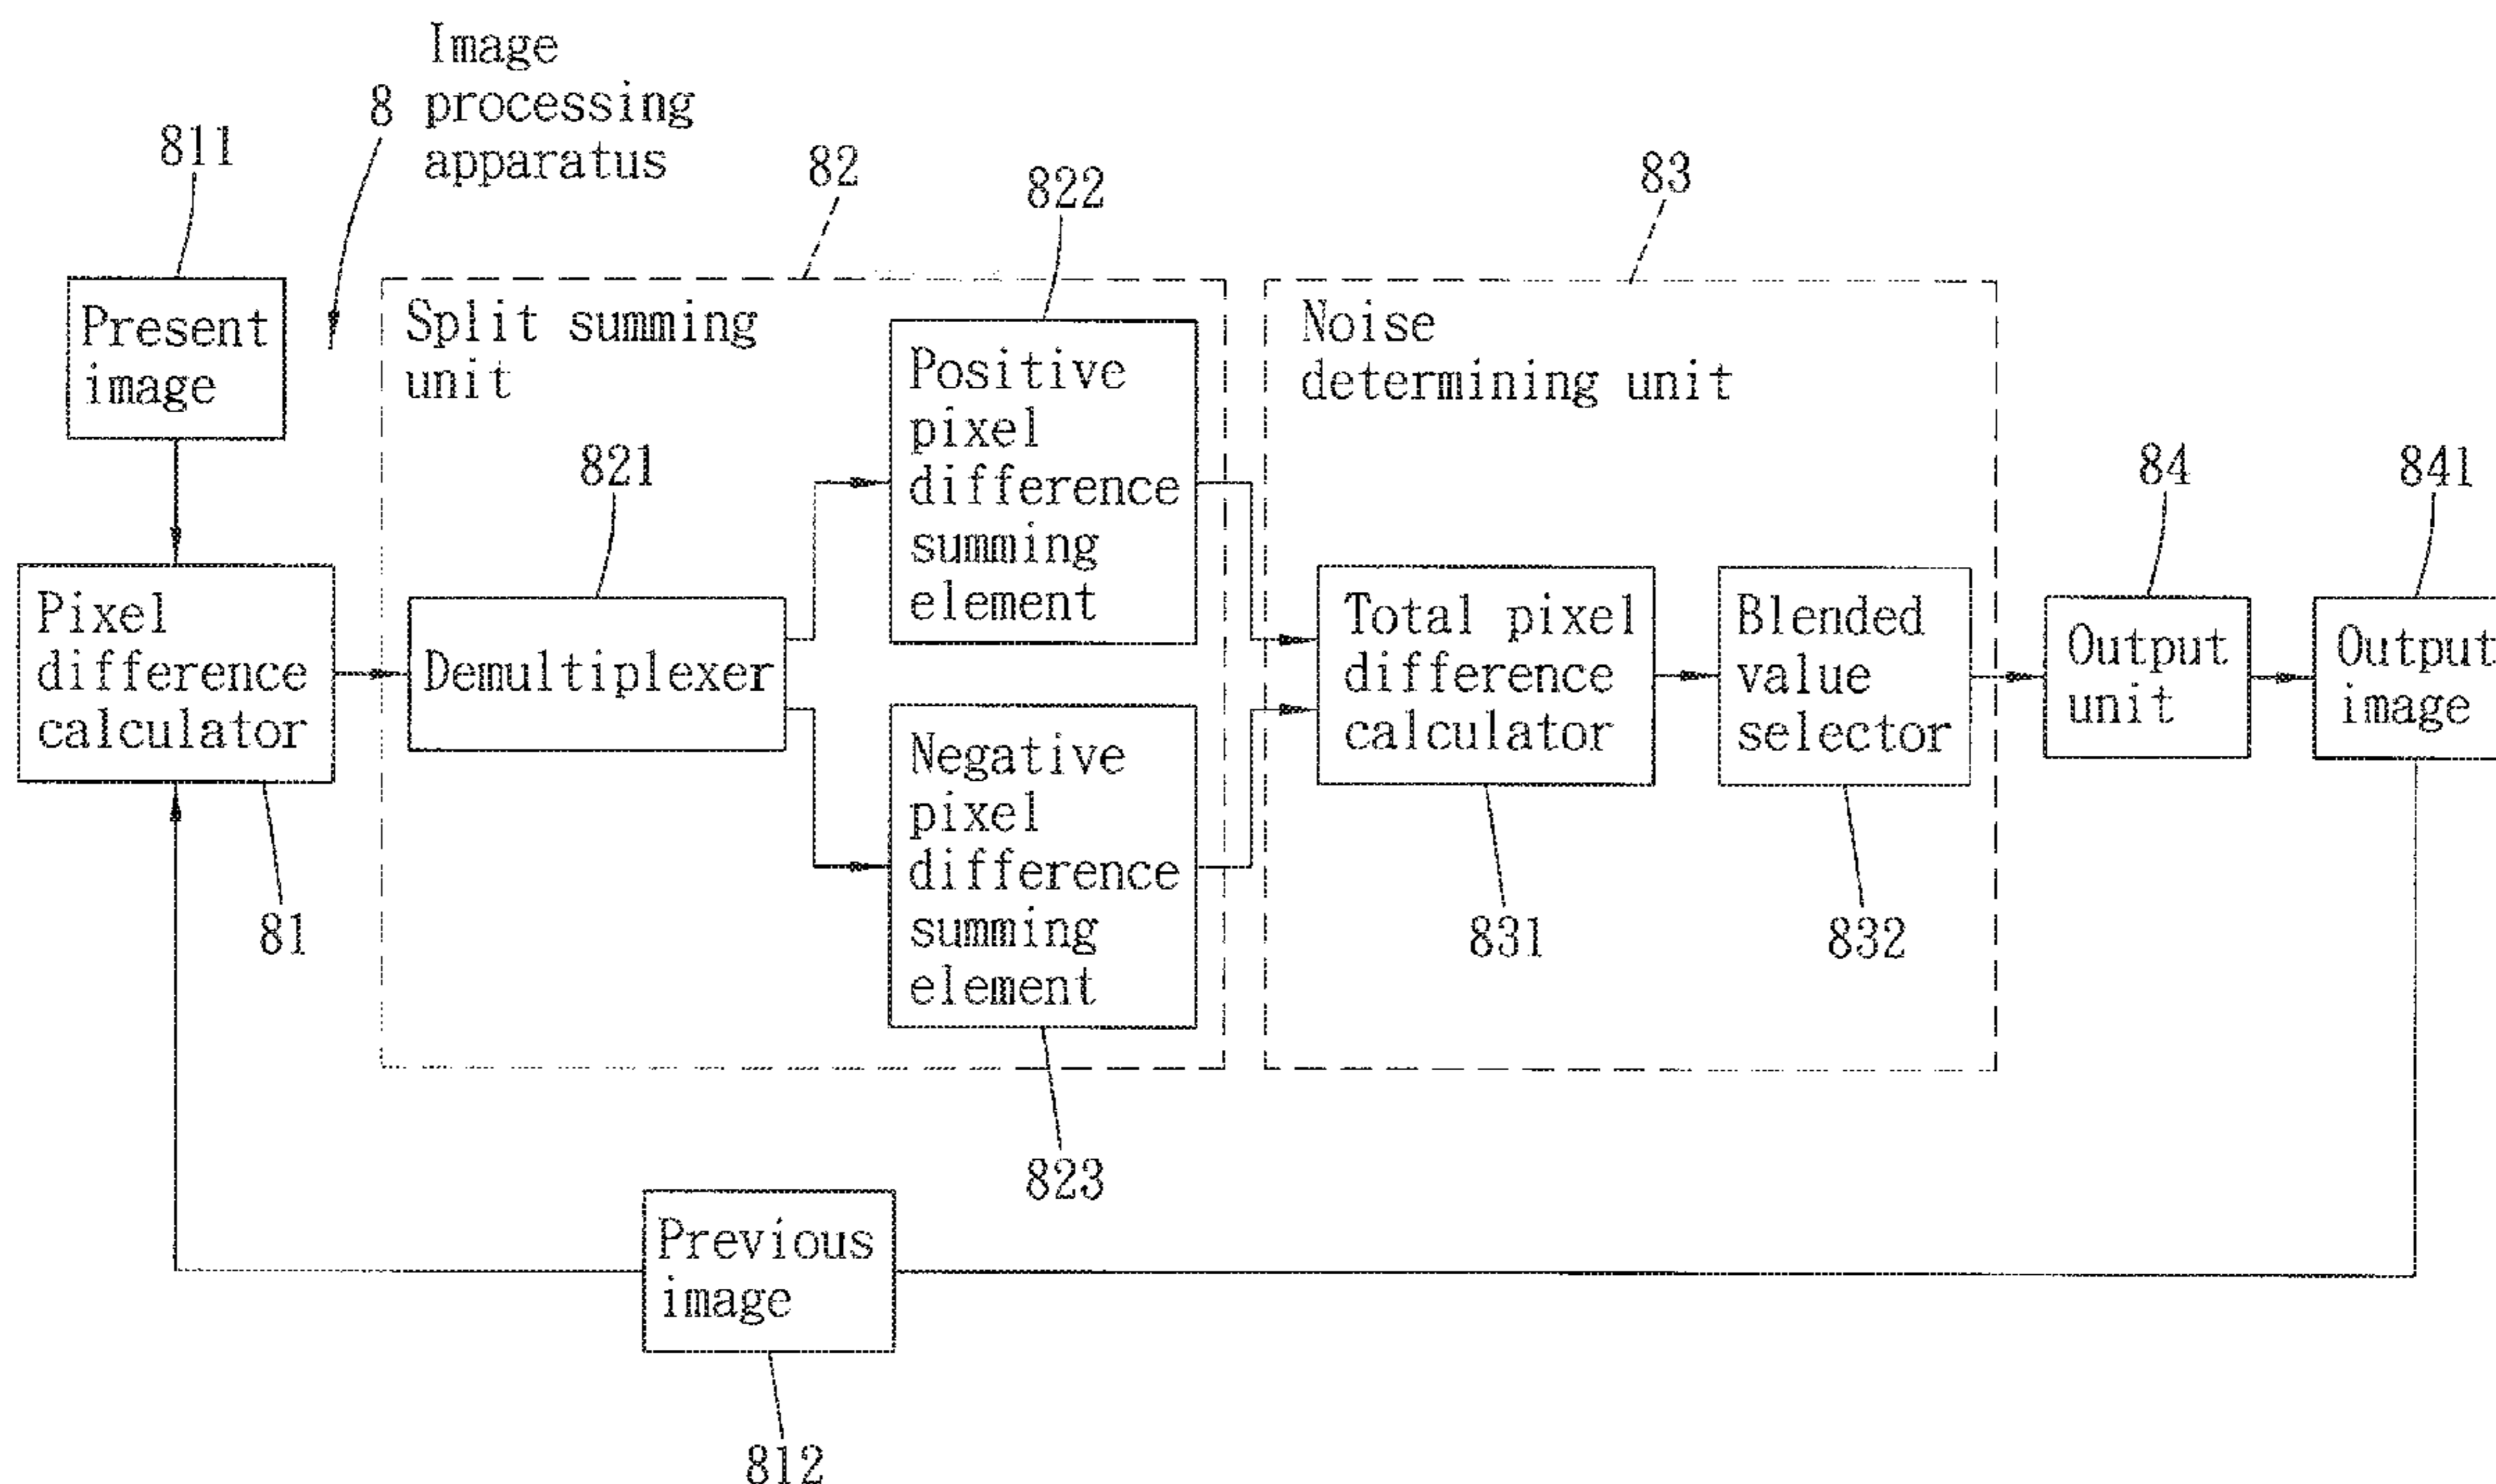 Image
8 processing
apparatus
811
82
822
83
Present
image
Split summing
unit
Positive
pixel
difference
summing
element
Noise
determining unit
821
84
841
Pixel
difference
calculator
Demultiplexer
Total pixel
difference
calculator
Blended
value
selector
Output
unit
Output
image
Negative
pixel
difference
summing
element
81
831
832
823
Previous
image
812